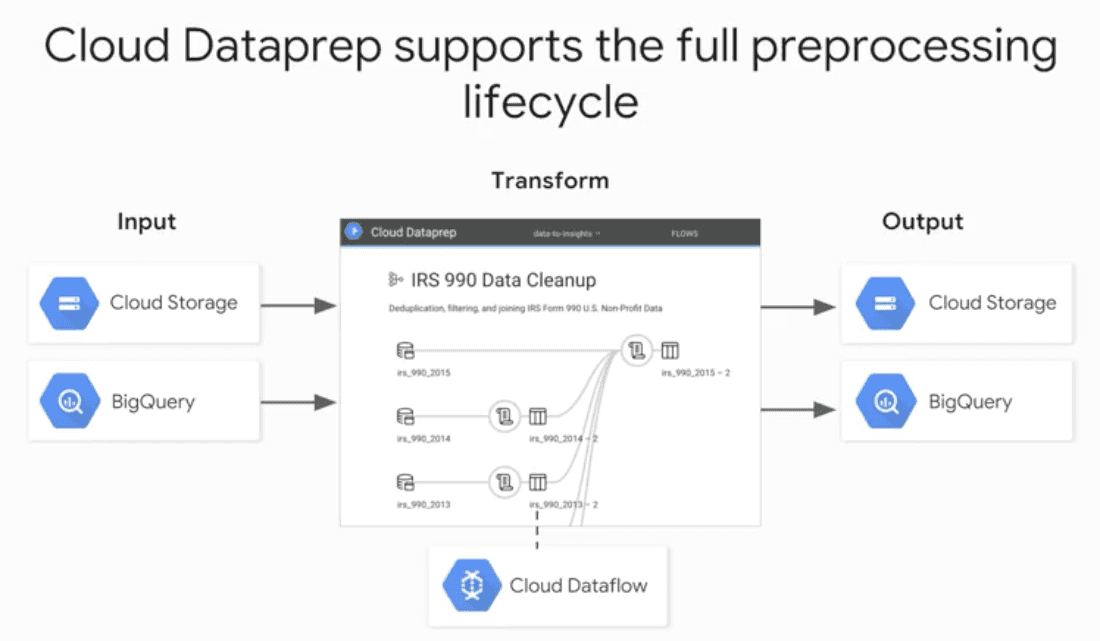 Cloud Dataprep supports the full preprocessing
lifecycle
Transform
Input
Output
Cloud Dataprep
data-to-insights
FLOWS
IRS 990 Data Cleanup
Deduplication, filtering, and joining IRS Form 990 U.S. Non-Profit Data
Cloud Storage
BigQuery
irs_990_2015
irs_990_2015 – 2
irs_990_2014
irs_990_2014 – 2
irs_990_2013
irs_990_2013 – 2
Cloud Storage
BigQuery
Cloud Dataflow